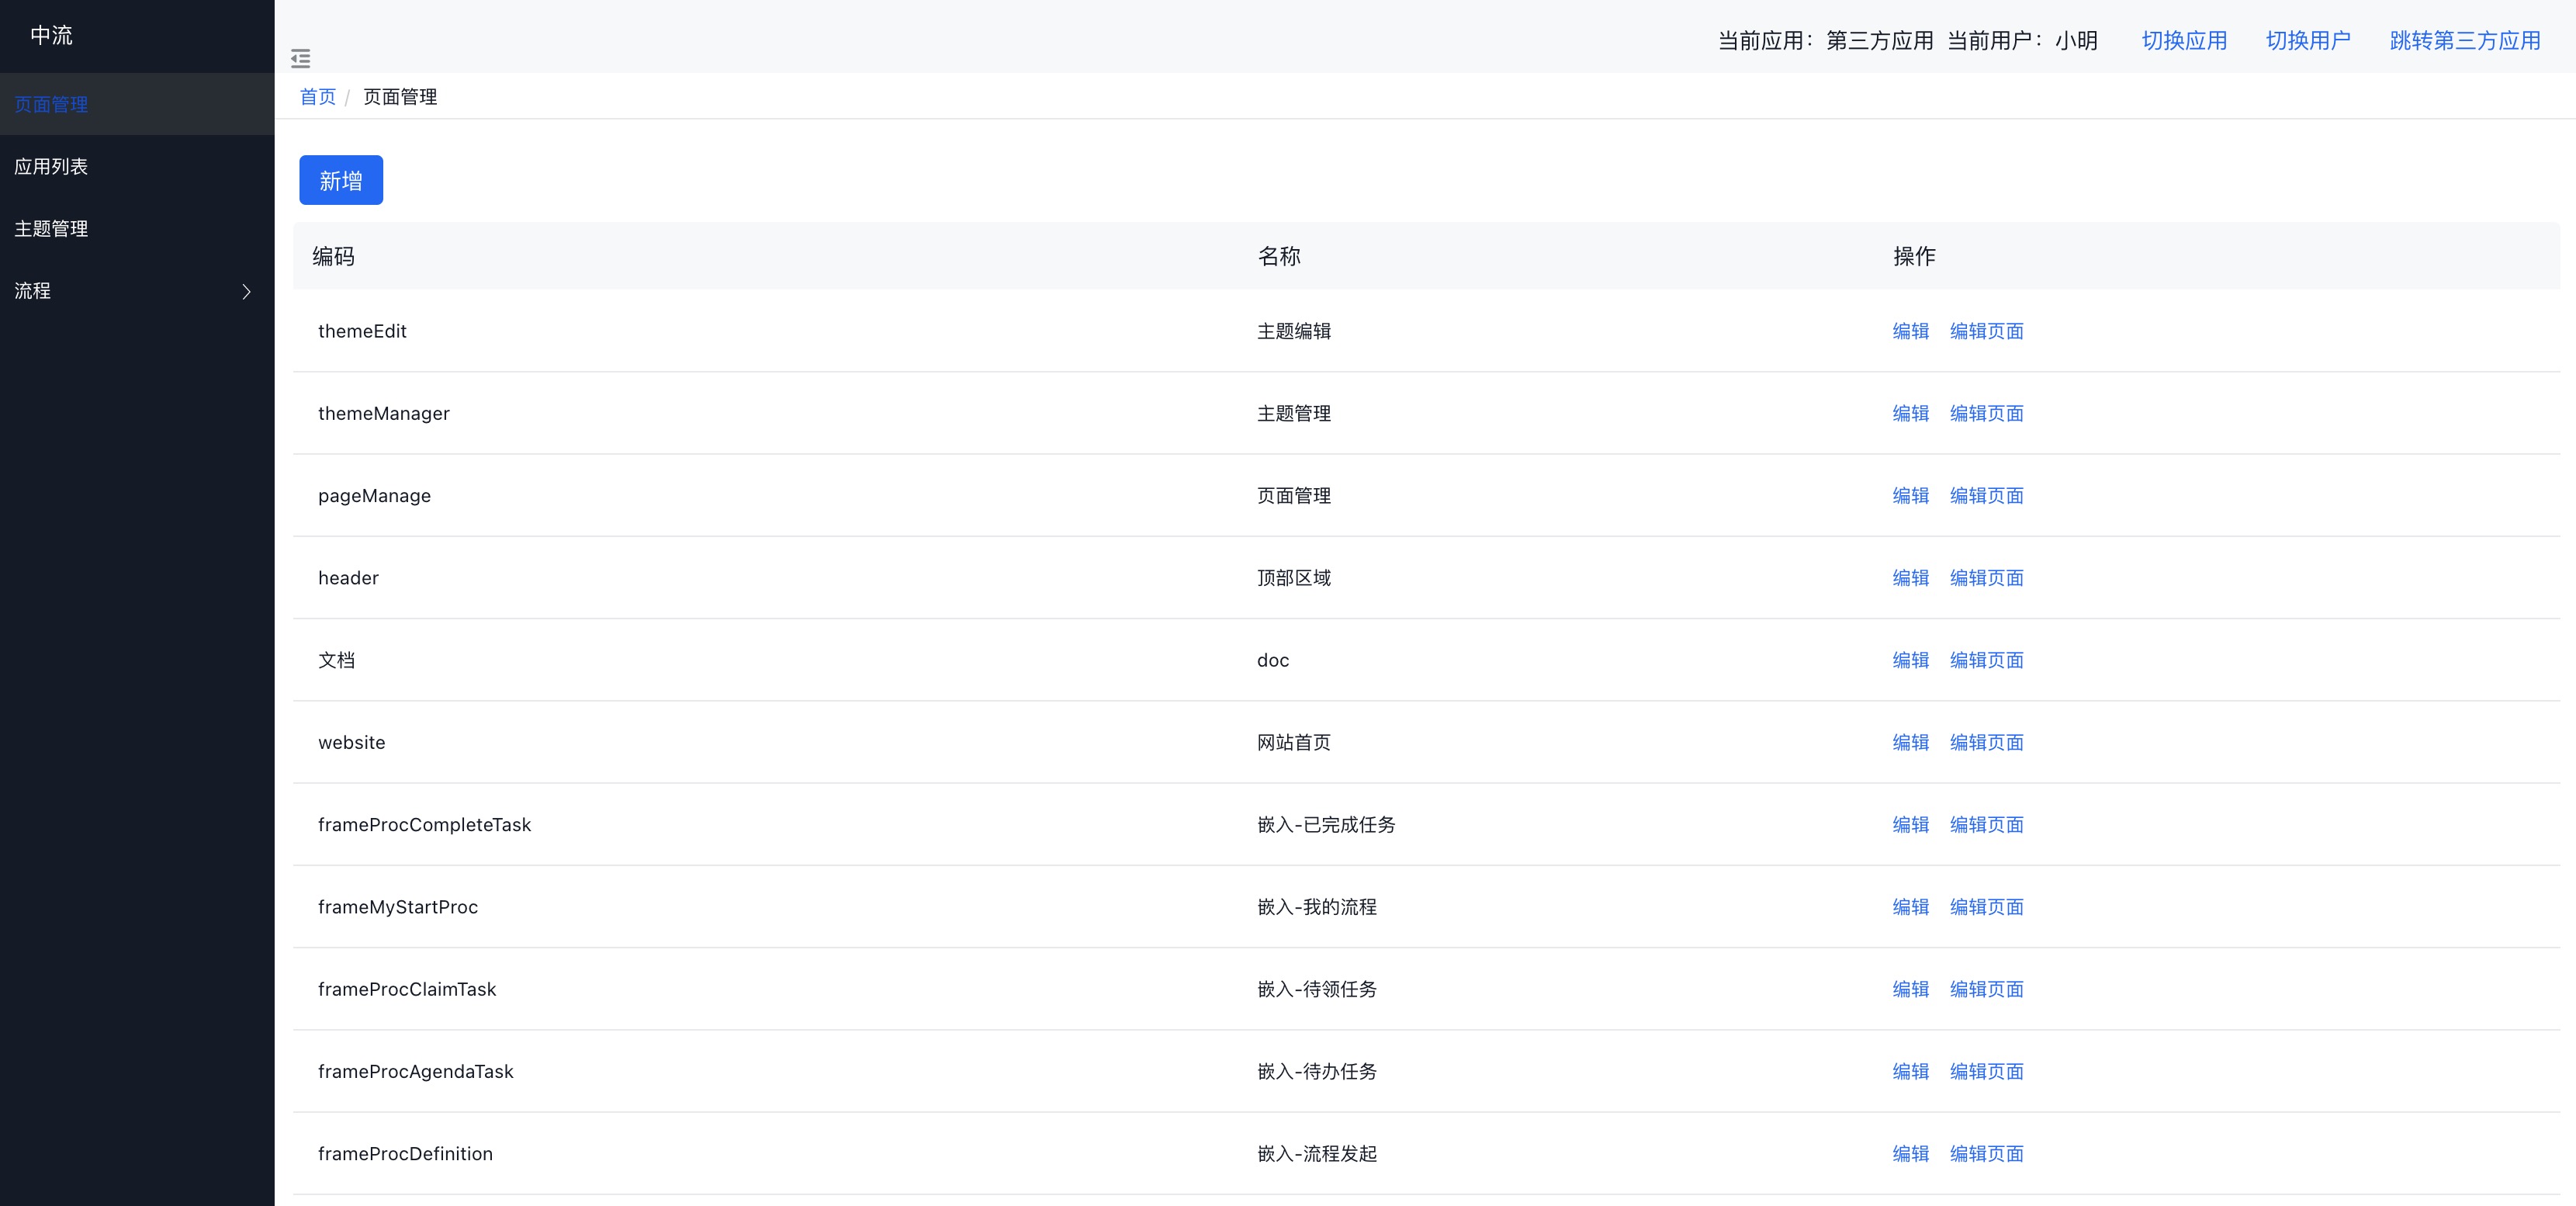 中流
当前应用：第三方应用 当前用户：小明 切换应用 切换用户 跳转第三方应用
页面管理
应用列表
主题管理
流程
首页 / 页面管理
新增
编码 名称 操作
themeEdit 主题编辑 编辑 编辑页面
themeManager 主题管理 编辑 编辑页面
pageManage 页面管理 编辑 编辑页面
header 顶部区域 编辑 编辑页面
文档 doc 编辑 编辑页面
website 网站首页 编辑 编辑页面
frameProcCompleteTask 嵌入-已完成任务 编辑 编辑页面
frameMyStartProc 嵌入-我的流程 编辑 编辑页面
frameProcClaimTask 嵌入-待领任务 编辑 编辑页面
frameProcAgendaTask 嵌入-待办任务 编辑 编辑页面
frameProcDefinition 嵌入-流程发起 编辑 编辑页面